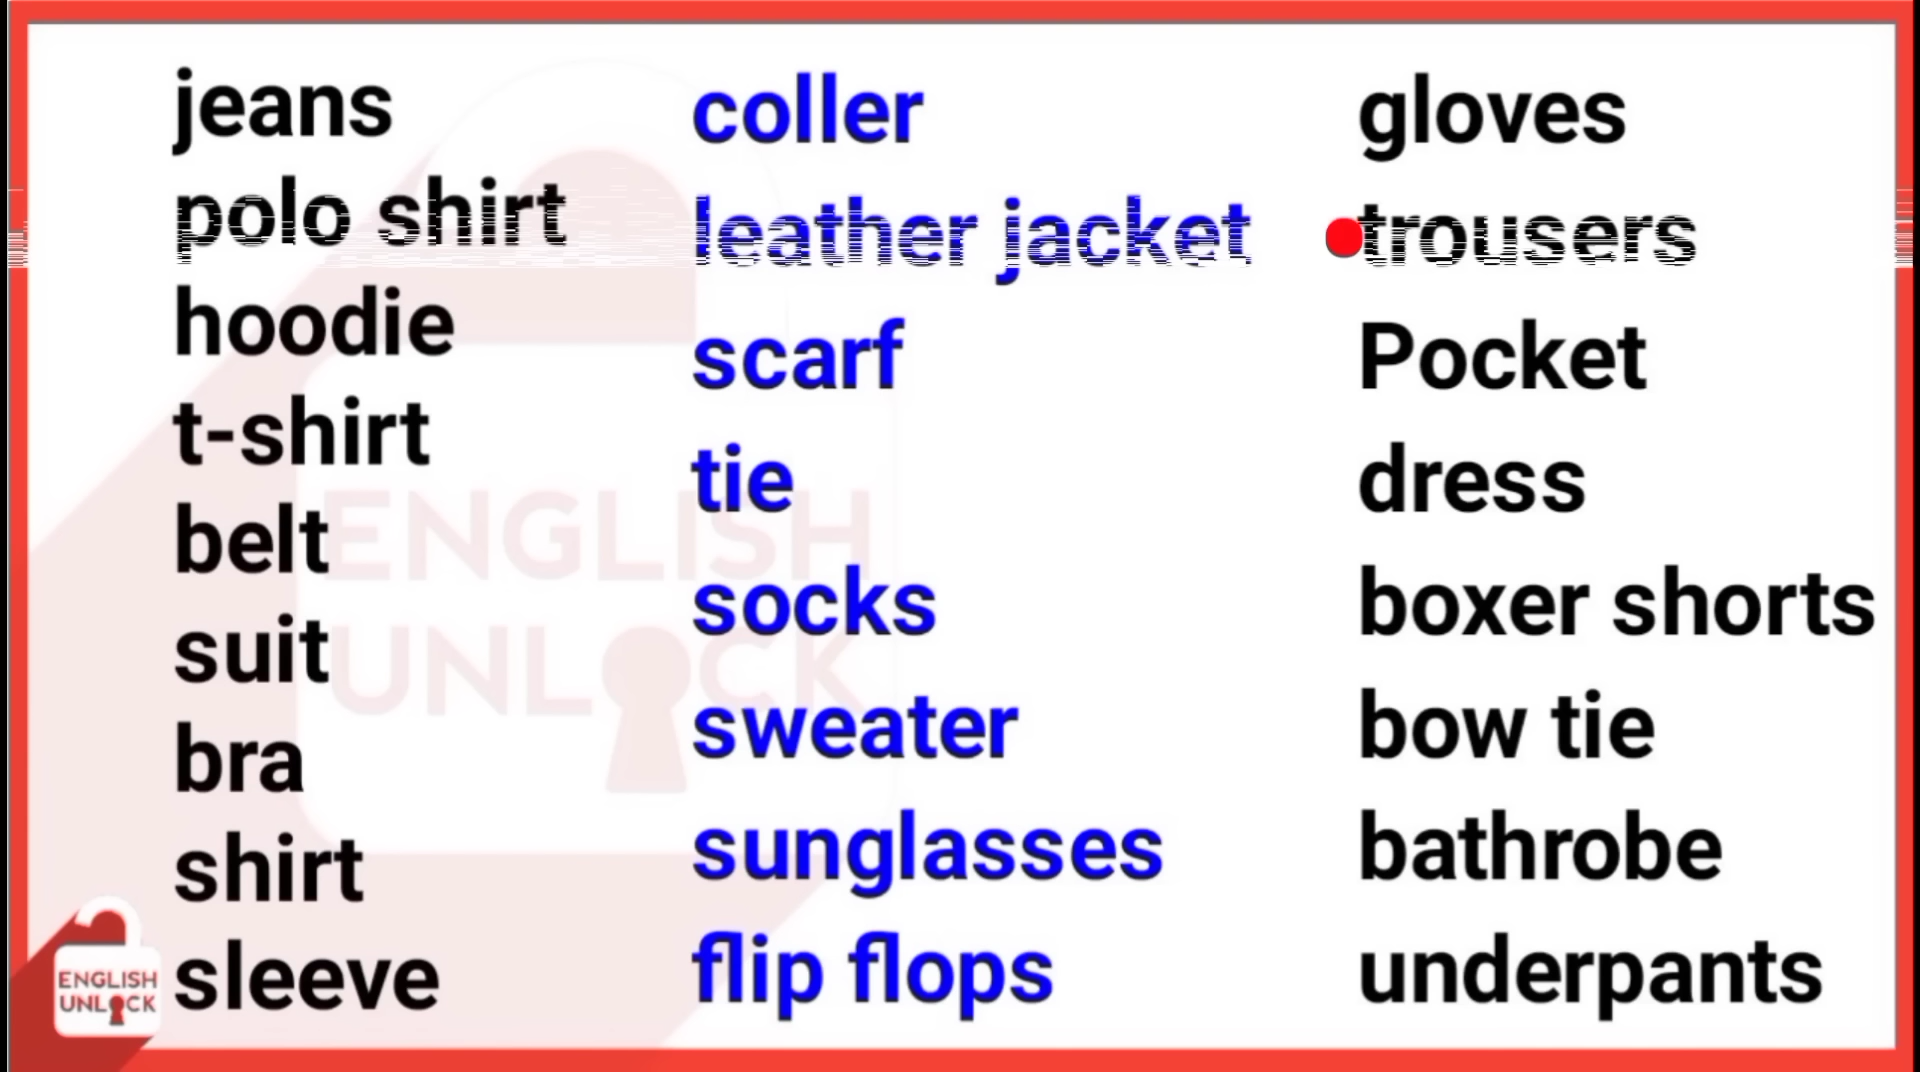 jeans
polo shirt
hoodie
t-shirt
belt
suit
bra
shirt
sleeve
coller
leather jacket
scarf
tie
socks
sweater
sunglasses
flip flops
gloves
trousers
Pocket
dress
boxer shorts
bow tie
bathrobe
underpants
ENGLISH
UNLOCK
ENGLISH
UNLOCK